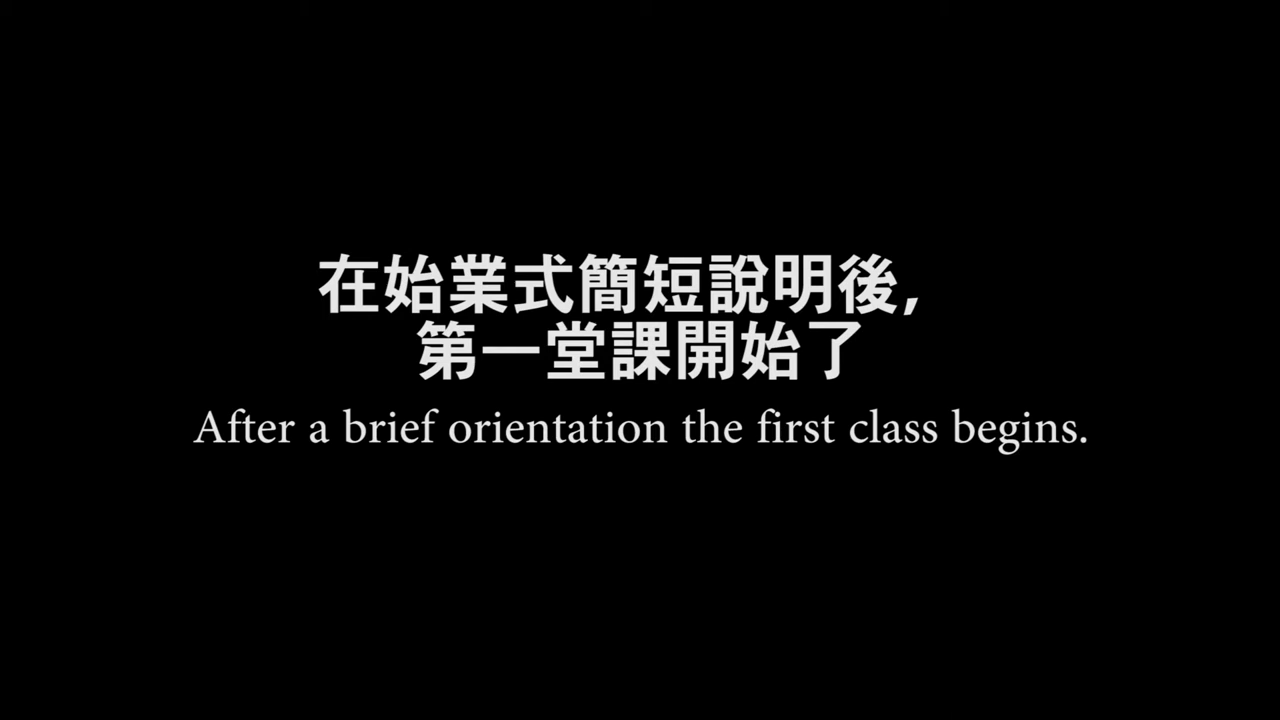 在始業式簡短說明後,
第一堂課開始了
After a brief orientation the first class begins.